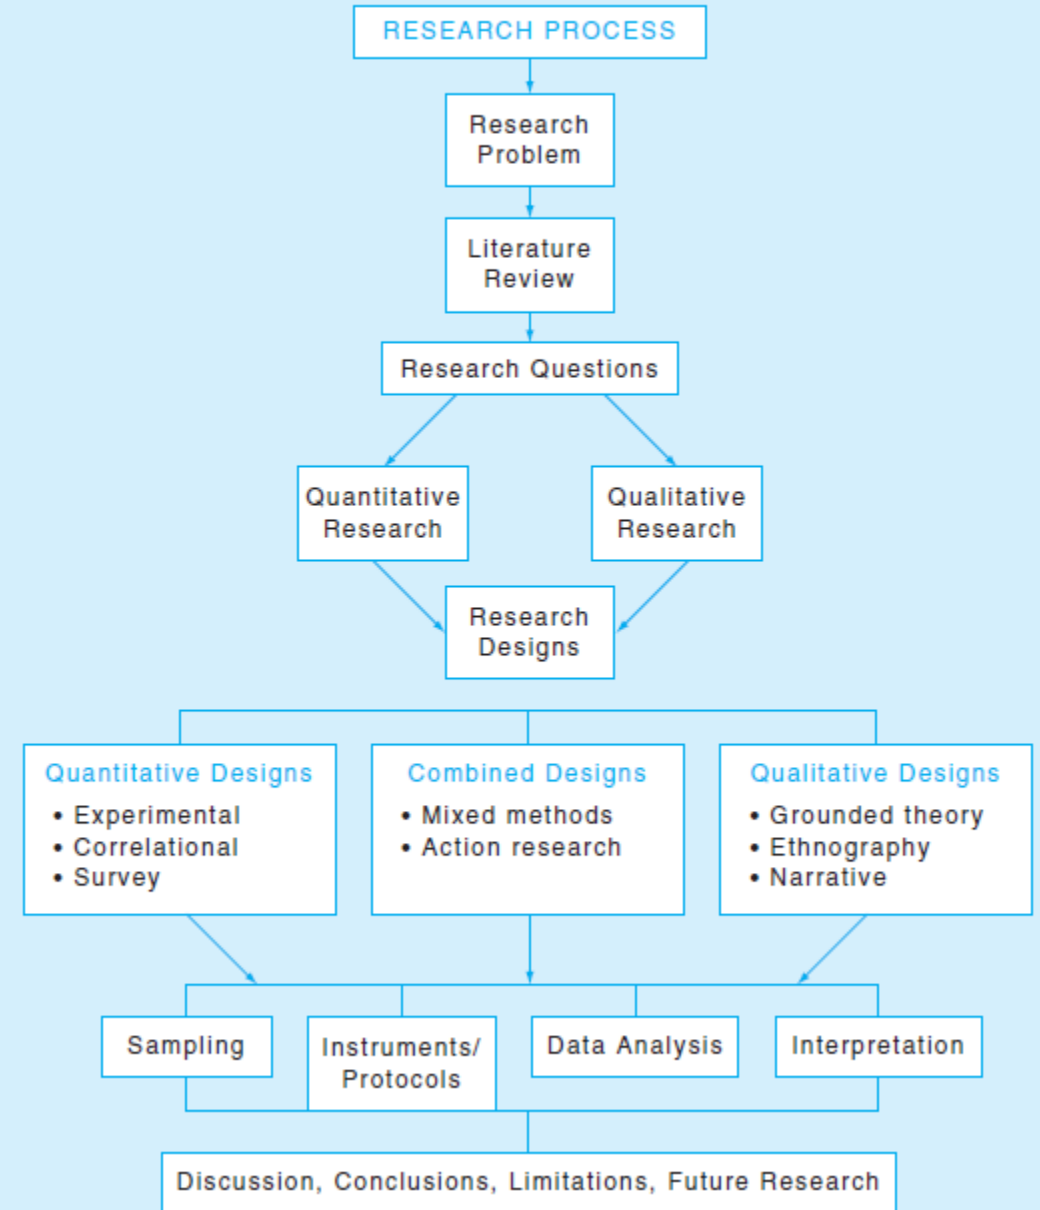 RESEARCH PROCESS
Research
Problem
Literature
Review
Research Questions
Quantitative
Research
Qualitative
Research
Research
Designs
Quantitative Designs
• Experimental
• Correlational
• Survey
Combined Designs
• Mixed methods
• Action research
Qualitative Designs
• Grounded theory
• Ethnography
• Narrative
Sampling
Instruments/
Protocols
Data Analysis
Interpretation
Discussion, Conclusions, Limitations, Future Research